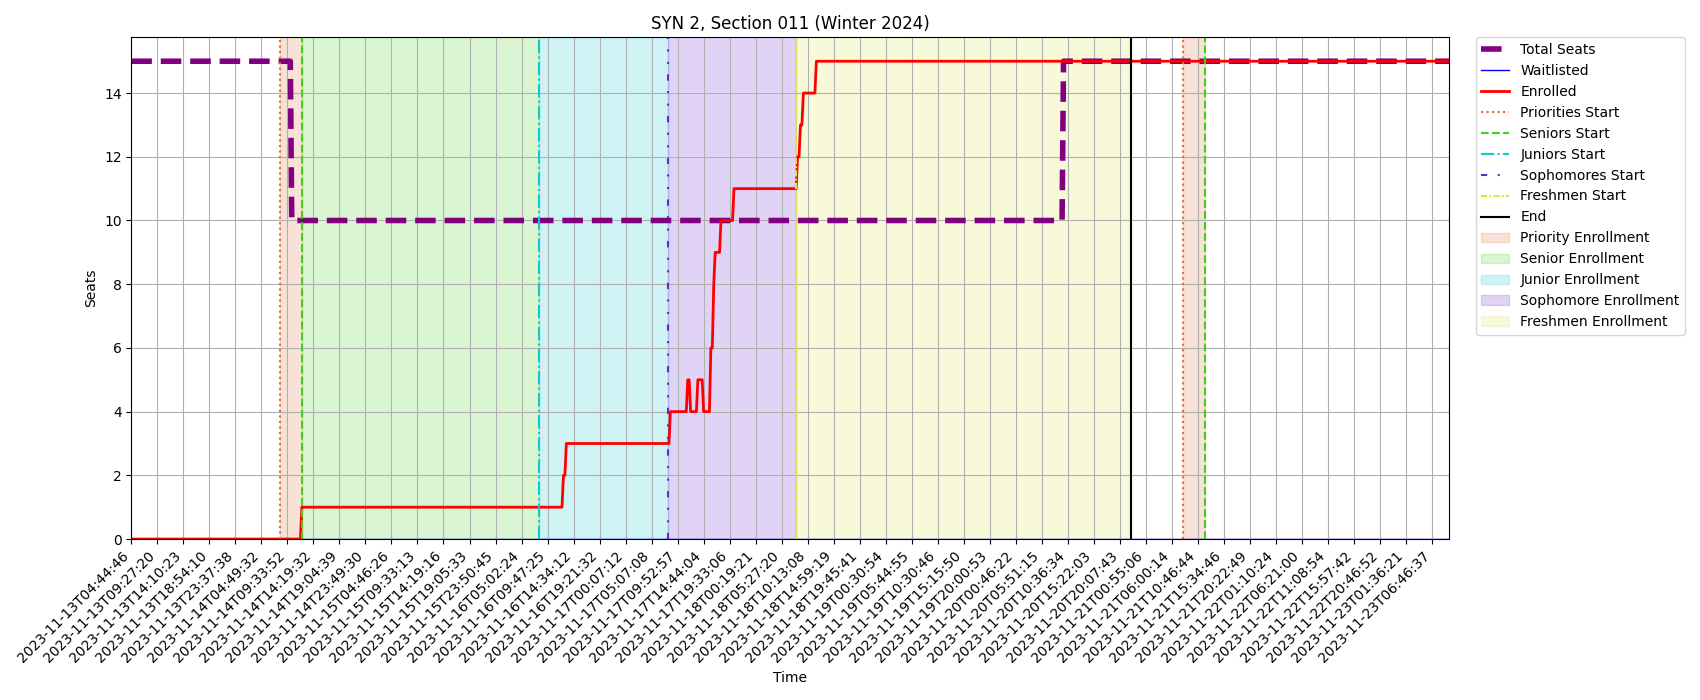 SYN 2, Section 011 (Winter 2024)
Seats
14
12
10
8
6
4
2
0
2023-11-13T04:44:46
2023-11-13T09:27:20
2023-11-13T14:10:23
2023-11-13T18:54:10
2023-11-13T23:37:38
2023-11-14T04:49:32
2023-11-14T09:33:52
2023-11-14T14:19:32
2023-11-14T19:04:39
2023-11-14T23:49:30
2023-11-15T04:46:26
2023-11-15T09:33:13
2023-11-15T14:19:16
2023-11-15T19:05:33
2023-11-15T23:50:45
2023-11-16T05:02:24
2023-11-16T09:47:25
2023-11-16T14:34:12
2023-11-16T19:21:32
2023-11-17T00:07:12
2023-11-17T05:07:08
2023-11-17T09:52:57
2023-11-17T14:44:04
2023-11-17T19:33:06
2023-11-18T00:19:21
2023-11-18T05:27:20
2023-11-18T10:13:08
2023-11-18T14:59:19
2023-11-18T19:45:41
2023-11-19T00:30:54
2023-11-19T05:44:55
2023-11-19T10:30:46
2023-11-19T15:15:50
2023-11-19T20:00:53
2023-11-20T00:46:22
2023-11-20T05:51:15
2023-11-20T10:36:34
2023-11-20T15:22:03
2023-11-20T20:07:43
2023-11-21T00:55:06
2023-11-21T06:00:14
2023-11-21T10:46:44
2023-11-21T15:34:46
2023-11-21T20:22:49
2023-11-22T01:10:24
2023-11-22T06:21:00
2023-11-22T11:08:54
2023-11-22T15:57:42
2023-11-22T20:46:52
2023-11-23T01:36:21
2023-11-23T06:46:37
Time
Total Seats
Waitlisted
Enrolled
Priorities Start
Seniors Start
Juniors Start
Sophomores Start
Freshmen Start
End
Priority Enrollment
Senior Enrollment
Junior Enrollment
Sophomore Enrollment
Freshmen Enrollment